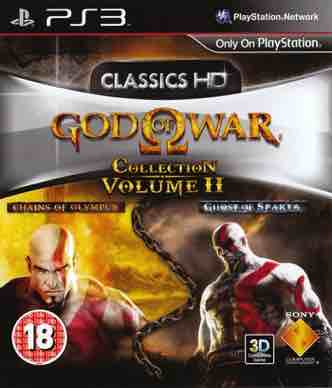 PS3
PlayStation®Network
Only On PlayStation®
CLASSICS HD
GOD OF WAR
COLLECTION
VOLUME II
CHAINS OF OLYMPUS
GHOST OF SPARTA
18
3D
SONY
COMPUTER